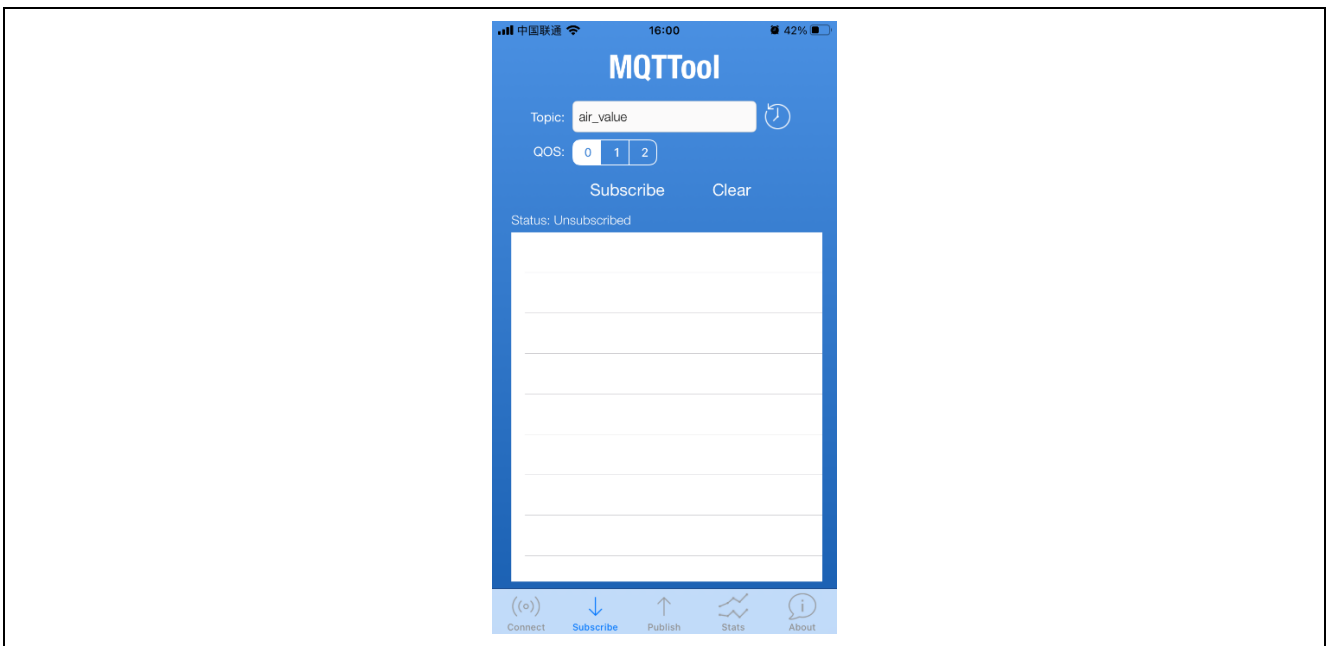 中国联通 16:00 42%
MQTTool
Topic: air_value
QOS: 0 1 2
Subscribe Clear
Status: Unsubscribed
Connect Subscribe Publish Stats About